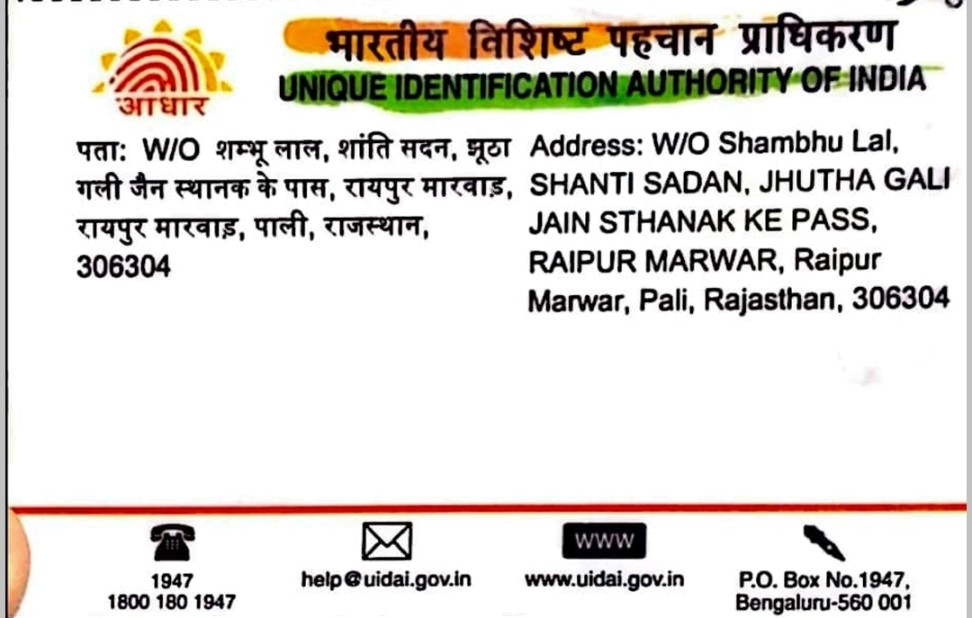 भारतीय विशिष्ट पहचान प्राधिकरण
UNIQUE IDENTIFICATION AUTHORITY OF INDIA
आधार
पता: W/O शम्भू लाल, शांति सदन, झूठा
गली जैन स्थानक के पास, रायपुर मारवाड़,
रायपुर मारवाड़, पाली, राजस्थान,
306304
Address: W/O Shambhu Lal,
SHANTI SADAN, JHUTHA GALI
JAIN STHANAK KE PASS,
RAIPUR MARWAR, Raipur
Marwar, Pali, Rajasthan, 306304
1947
1800 180 1947
help@uidai.gov.in
www
www.uidai.gov.in
P.O. Box No.1947,
Bengaluru-560 001